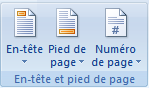 En-tête Pied de page Numéro de page
En-tête et pied de page